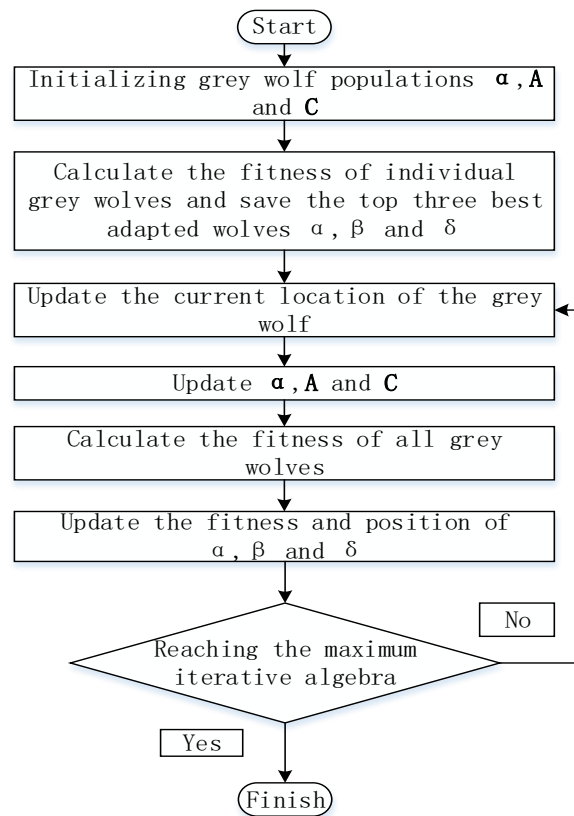 Start
Initializing grey wolf populations α,A
and C
Calculate the fitness of individual
grey wolves and save the top three best
adapted wolves α,β and δ
Update the current location of the grey
wolf
Update α,A and C
Calculate the fitness of all grey
wolves
Update the fitness and position of
α,β and δ
Reaching the maximum
iterative algebra
No
Yes
Finish